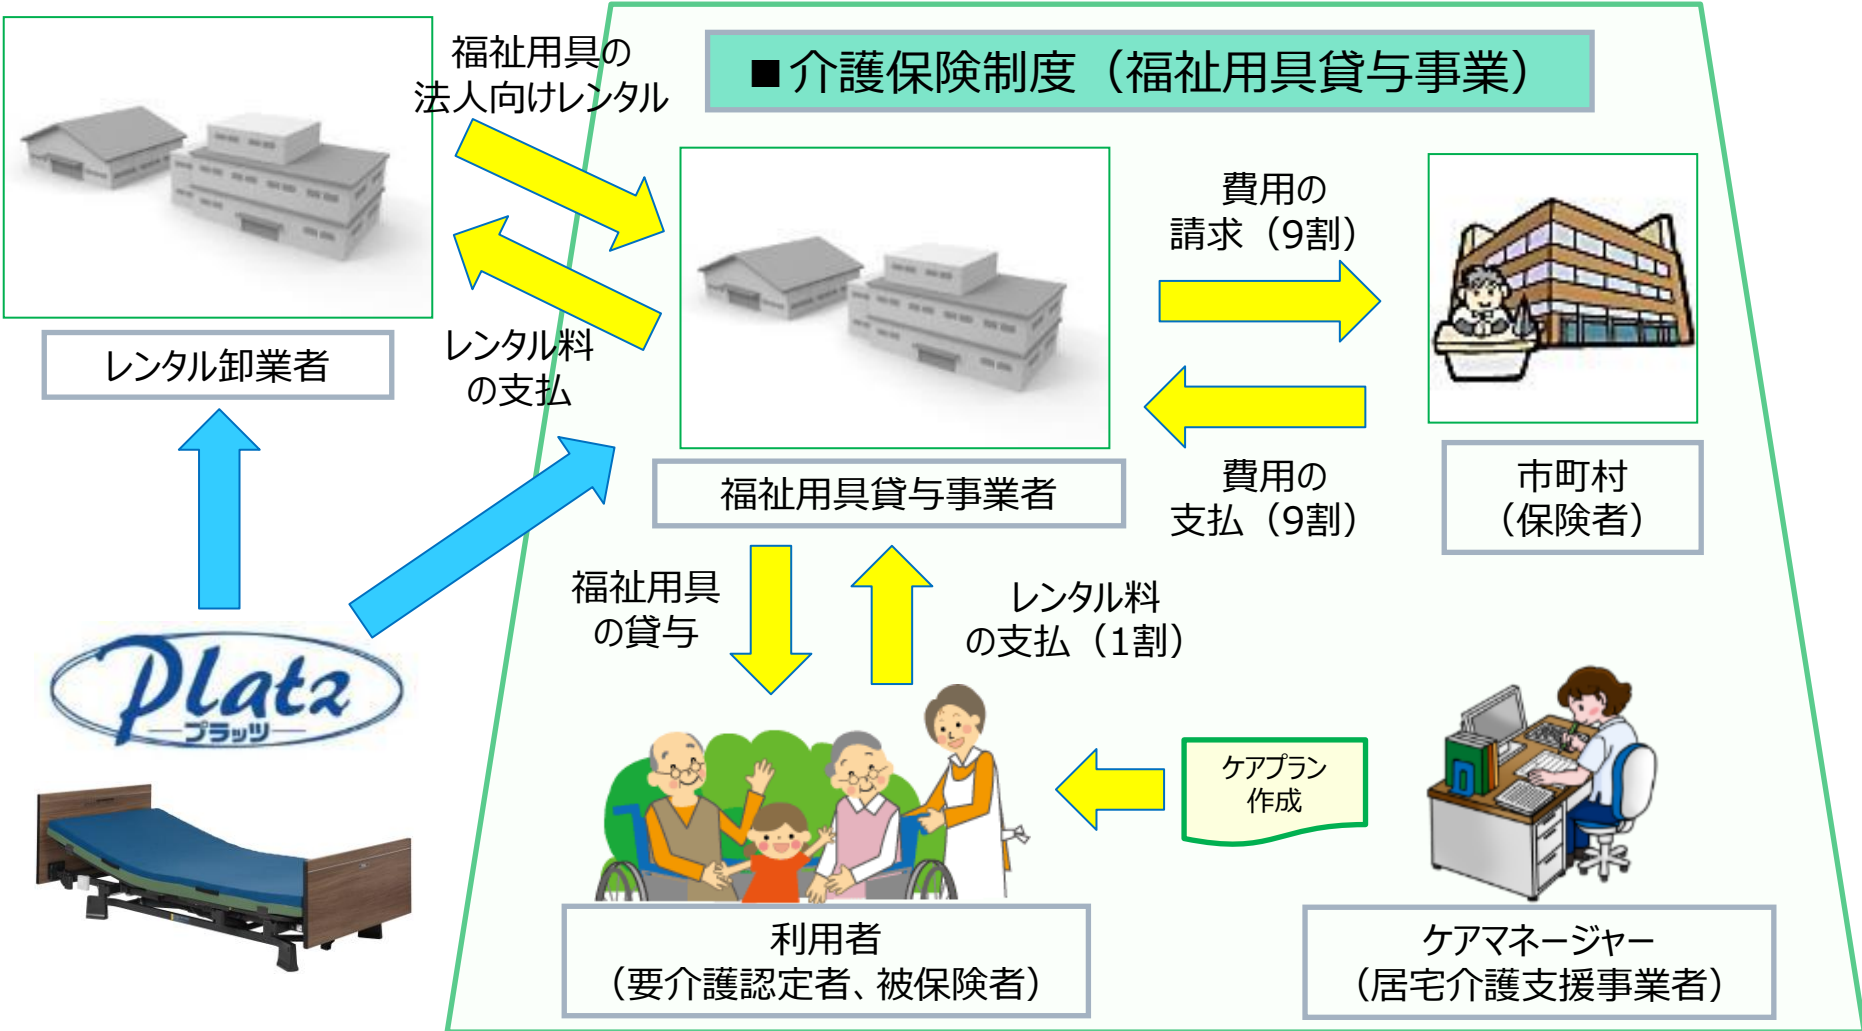 ■介護保険制度（福祉用具貸与事業）
福祉用具の
法人向けレンタル
レンタル卸業者
レンタル料
の支払
費用の
請求（9割）
福祉用具貸与事業者
費用の
支払（9割）
市町村
（保険者）
福祉用具
の貸与
レンタル料
の支払（1割）
Platz
プラッツ
ケアプラン
作成
利用者
（要介護認定者、被保険者）
ケアマネージャー
（居宅介護支援事業者）